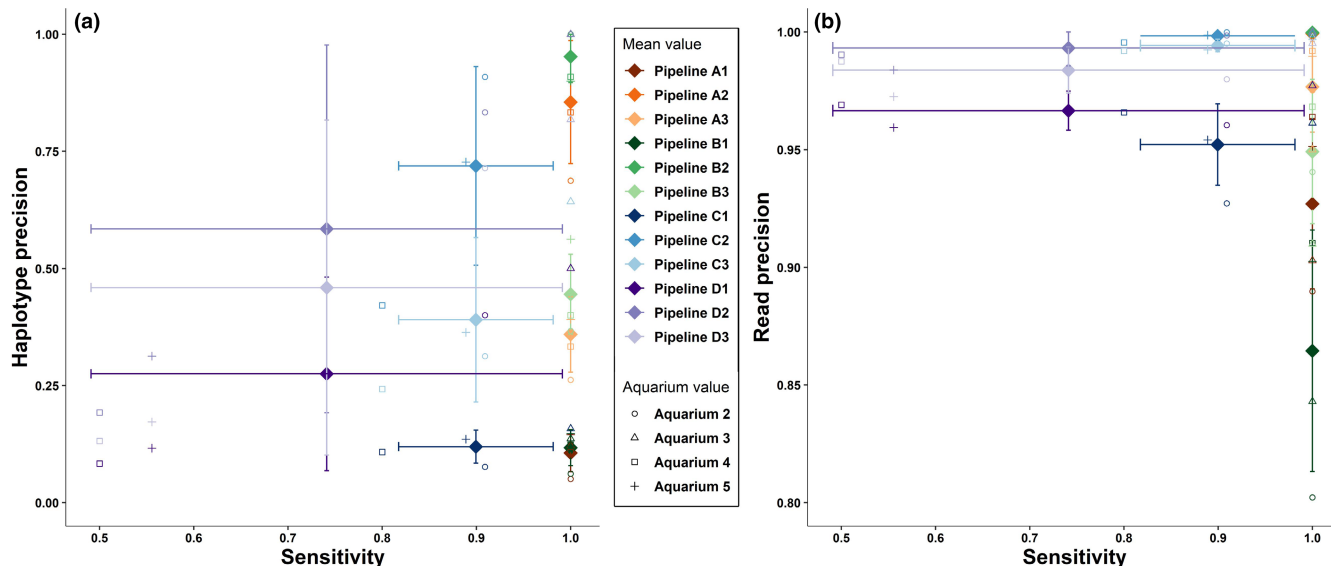 (a)
Haplotype precision
1.00
0.75
0.50
0.25
0.00
0.5 0.6 0.7 0.8 0.9 1.0
Sensitivity
Mean value
Pipeline A1
Pipeline A2
Pipeline A3
Pipeline B1
Pipeline B2
Pipeline B3
Pipeline C1
Pipeline C2
Pipeline C3
Pipeline D1
Pipeline D2
Pipeline D3
Aquarium value
Aquarium 2
Aquarium 3
Aquarium 4
Aquarium 5
(b)
Read precision
1.00
0.95
0.90
0.85
0.80
0.5 0.6 0.7 0.8 0.9 1.0
Sensitivity